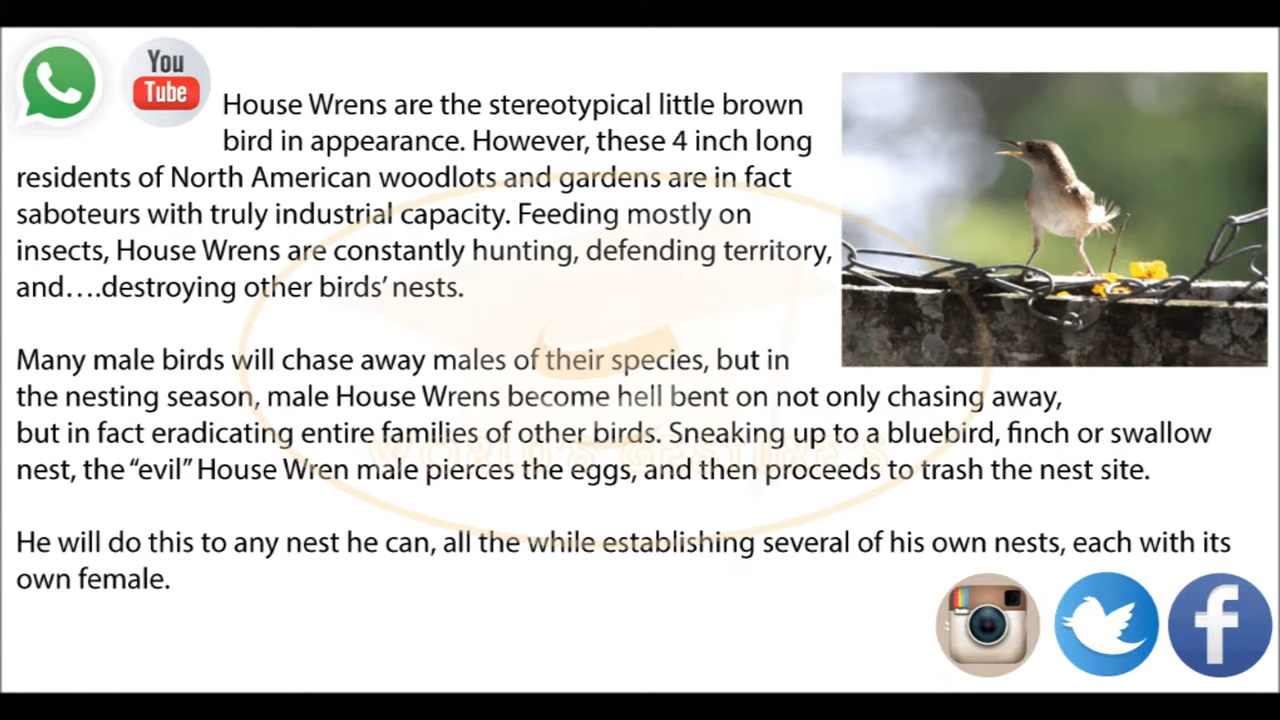 You
Tube
House Wrens are the stereotypical little brown
bird in appearance. However, these 4 inch long
residents of North American woodlots and gardens are in fact
saboteurs with truly industrial capacity. Feeding mostly on
insects, House Wrens are constantly hunting, defending territory,
and….destroying other birds’ nests.
Many male birds will chase away males of their species, but in
the nesting season, male House Wrens become hell bent on not only chasing away,
but in fact eradicating entire families of other birds. Sneaking up to a bluebird, finch or swallow
nest, the “evil” House Wren male pierces the eggs, and then proceeds to trash the nest site.
WORLD'S GESTURE'S
He will do this to any nest he can, all the while establishing several of his own nests, each with its
own female.